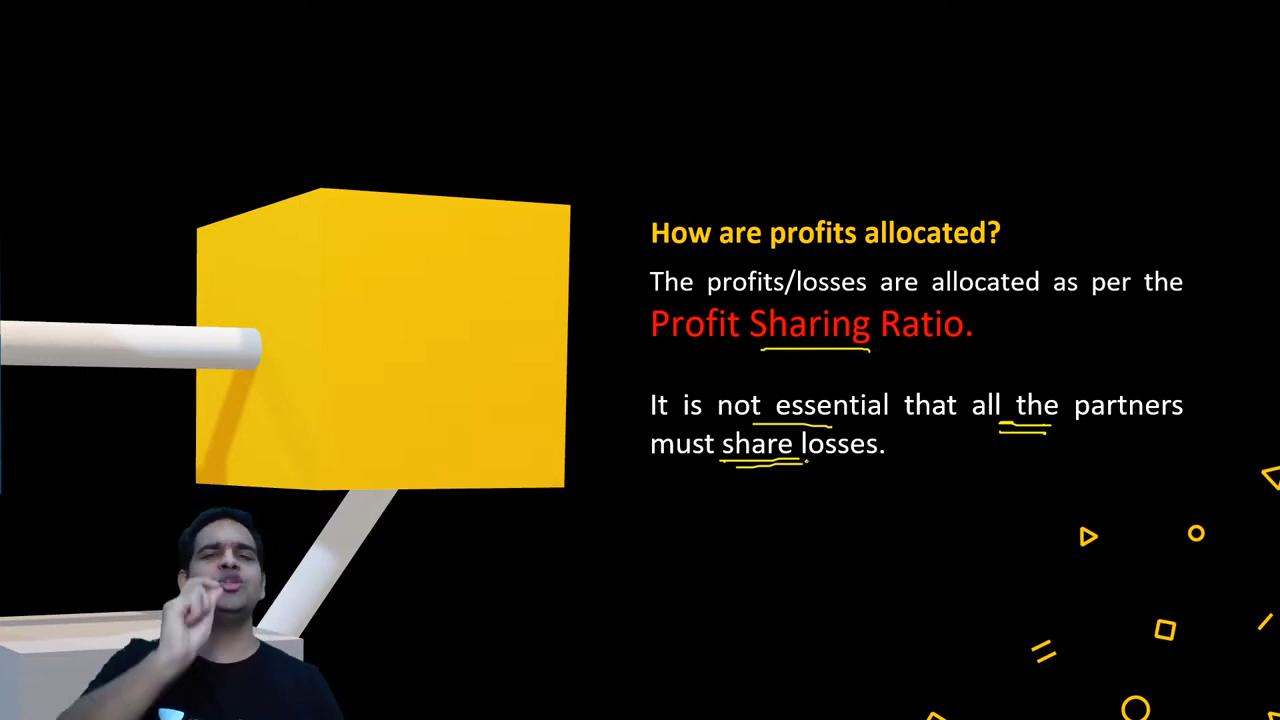 How are profits allocated?
The profits/losses are allocated as per the
Profit Sharing Ratio.
It is not essential that all the partners
must share losses.